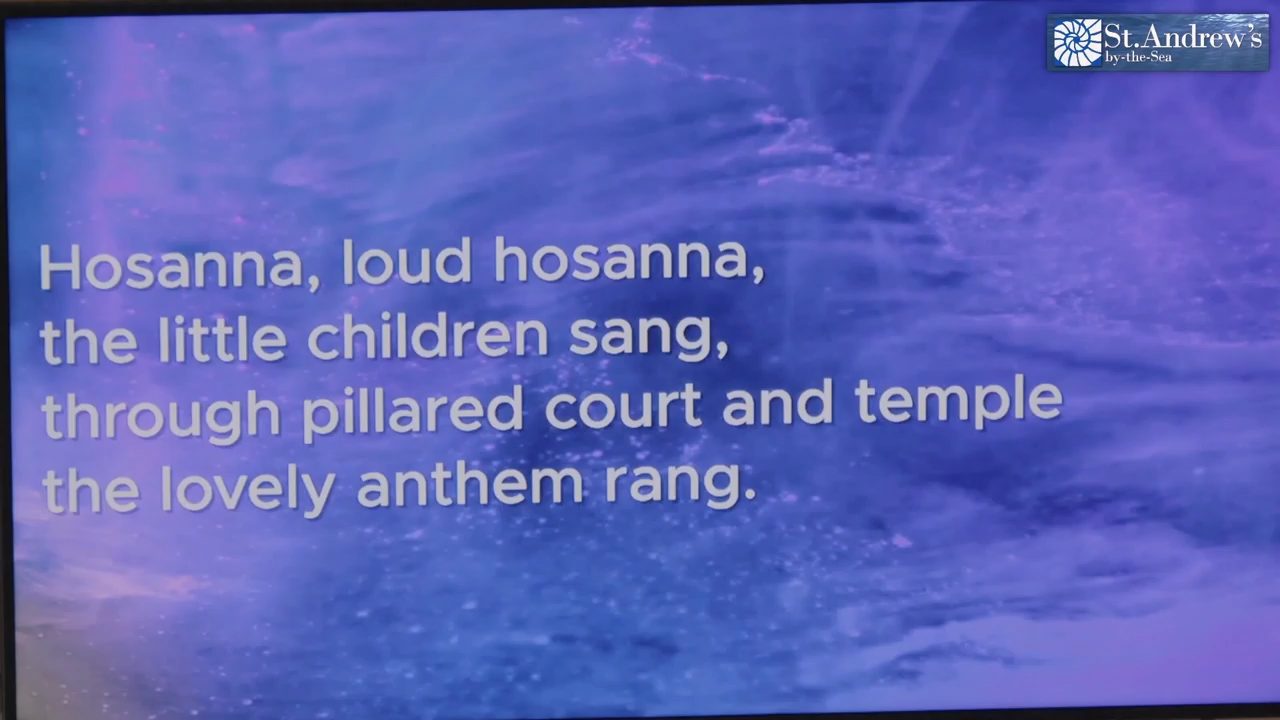 St. Andrew's
by-the-Sea
Hosanna, loud hosanna,
the little children sang,
through pillared court and temple
the lovely anthem rang.